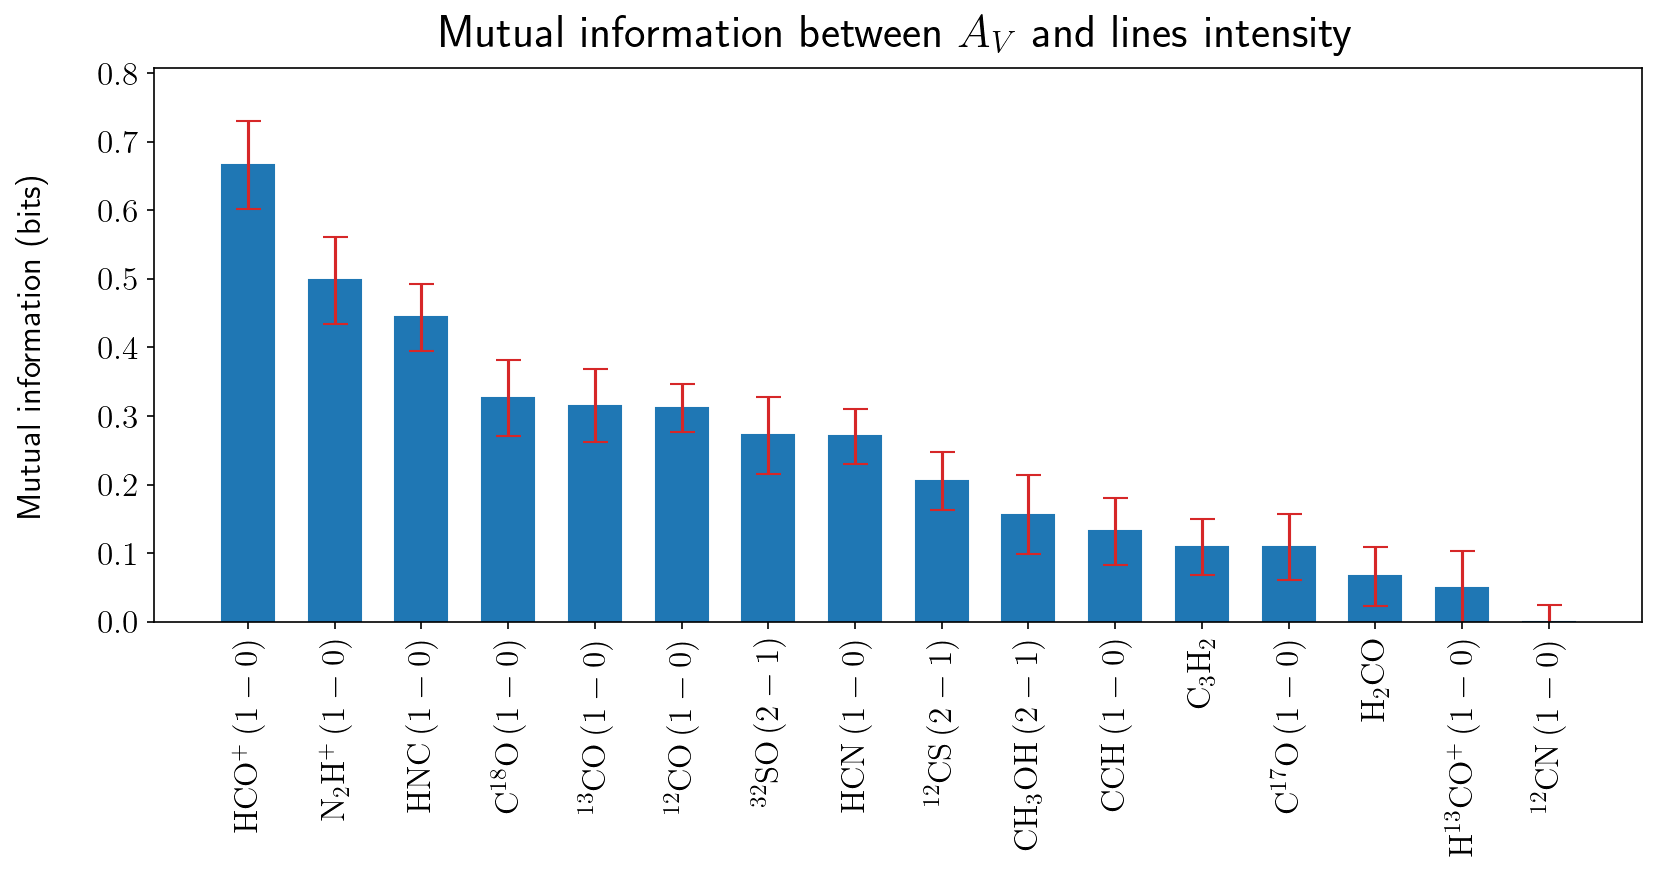 Mutual information between A_V and lines intensity
Mutual information (bits)
0.8
0.7
0.6
0.5
0.4
0.3
0.2
0.1
0.0
HCO⁺ (1 − 0)
N₂H⁺ (1 − 0)
HNC (1 − 0)
C¹⁸O (1 − 0)
¹³CO (1 − 0)
¹²CO (1 − 0)
³²SO (2 − 1)
HCN (1 − 0)
¹²CS (2 − 1)
CH₃OH (2 − 1)
CCH (1 − 0)
C₃H₂
C¹⁷O (1 − 0)
H₂CO
H¹³CO⁺ (1 − 0)
¹²CN (1 − 0)